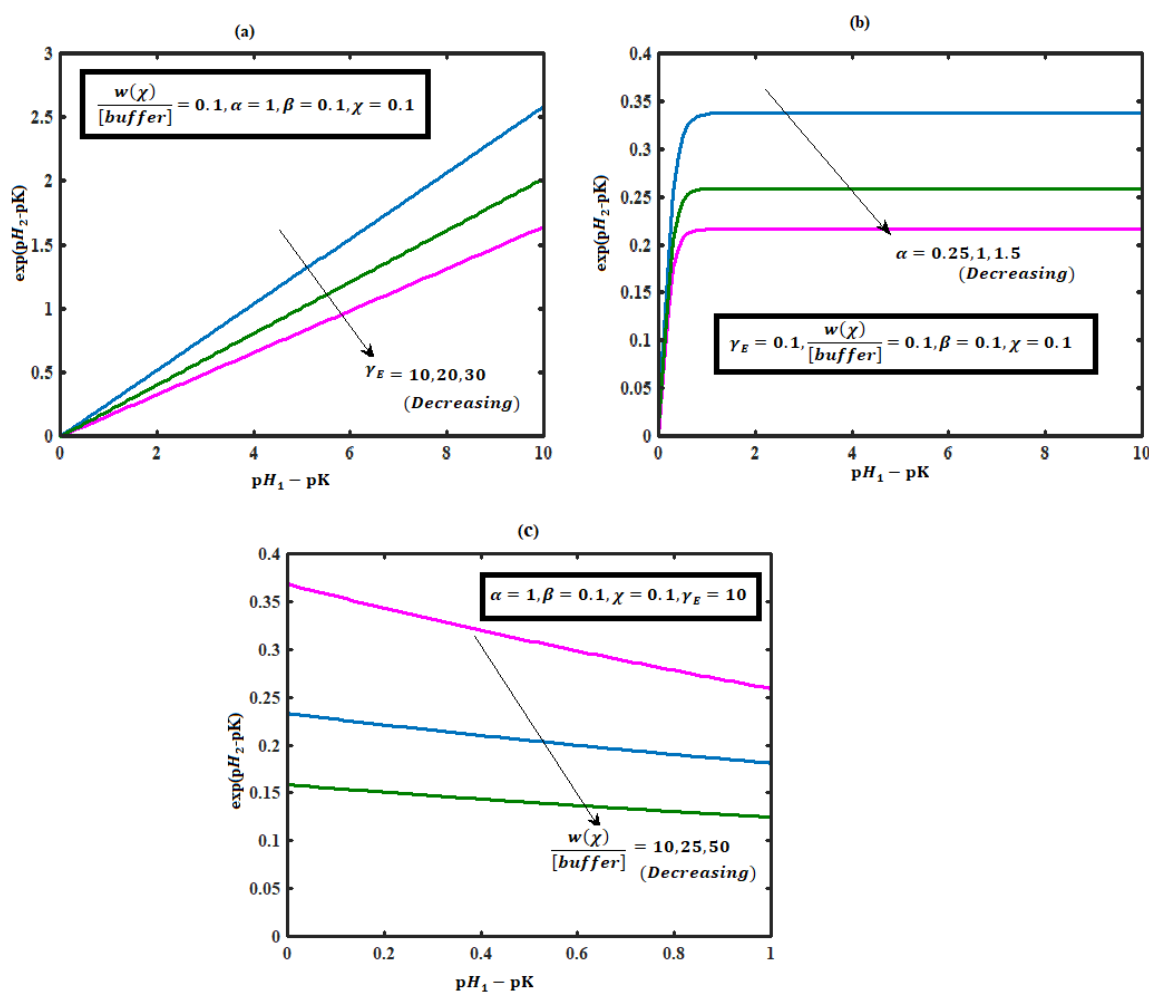 (a)
3
2.5
2
1.5
1
0.5
0
0 2 4 6 8 10
exp(pH₂-pK)
pH₁ − pK
w(χ)/[buffer] = 0.1, α = 1, β = 0.1, χ = 0.1
γ_E = 10, 20, 30
(Decreasing)
(b)
0.4
0.35
0.3
0.25
0.2
0.15
0.1
0.05
0
0 2 4 6 8 10
exp(pH₂-pK)
pH₁ − pK
α = 0.25, 1, 1.5
(Decreasing)
γ_E = 0.1, w(χ)/[buffer] = 0.1, β = 0.1, χ = 0.1
(c)
0.4
0.35
0.3
0.25
0.2
0.15
0.1
0.05
0
0 0.2 0.4 0.6 0.8 1
exp(pH₂-pK)
pH₁ − pK
α = 1, β = 0.1, χ = 0.1, γ_E = 10
w(χ)/[buffer] = 10, 25, 50
(Decreasing)